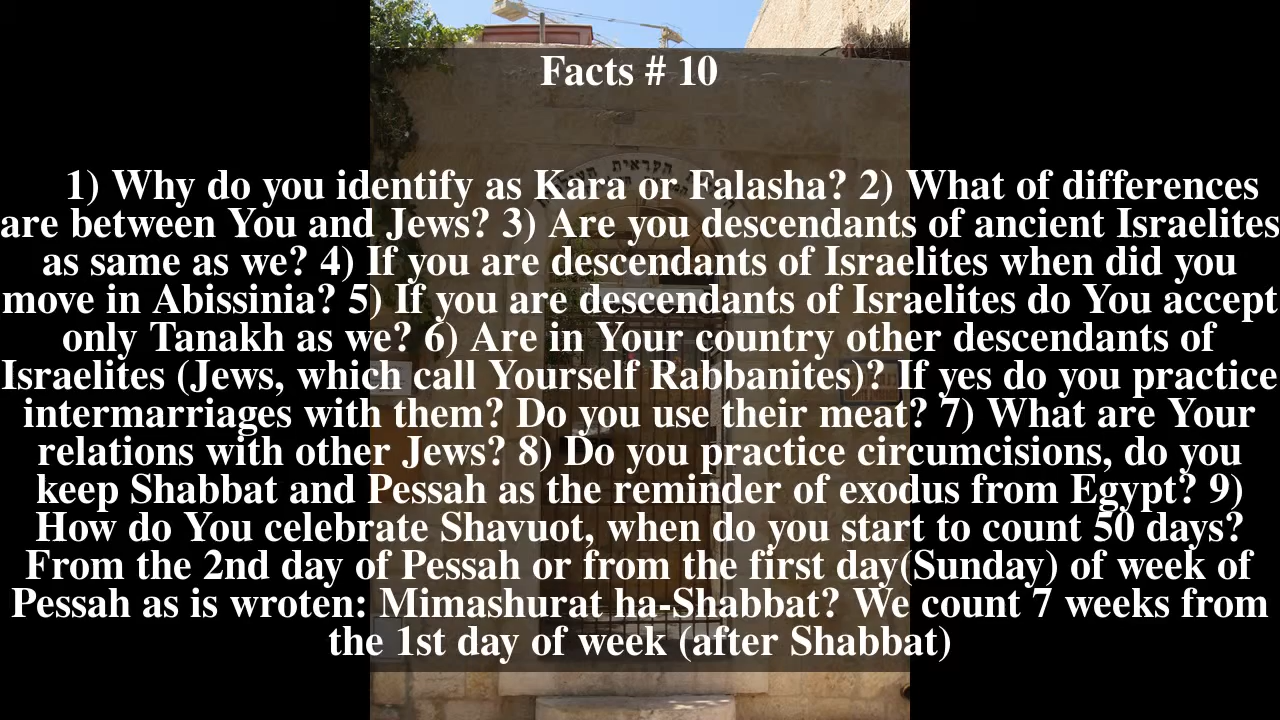 Facts # 10
הקראית
1) Why do you identify as Kara or Falasha? 2) What of differences
are between You and Jews? 3) Are you descendants of ancient Israelites
as same as we? 4) If you are descendants of Israelites when did you
move in Abissinia? 5) If you are descendants of Israelites do You accept
only Tanakh as we? 6) Are in Your country other descendants of
Israelites (Jews, which call Yourself Rabbanites)? If yes do you practice
intermarriages with them? Do you use their meat? 7) What are Your
relations with other Jews? 8) Do you practice circumcisions, do you
keep Shabbat and Pessah as the reminder of exodus from Egypt? 9)
How do You celebrate Shavuot, when do you start to count 50 days?
From the 2nd day of Pessah or from the first day(Sunday) of week of
Pessah as is wroten: Mimashurat ha-Shabbat? We count 7 weeks from
the 1st day of week (after Shabbat)